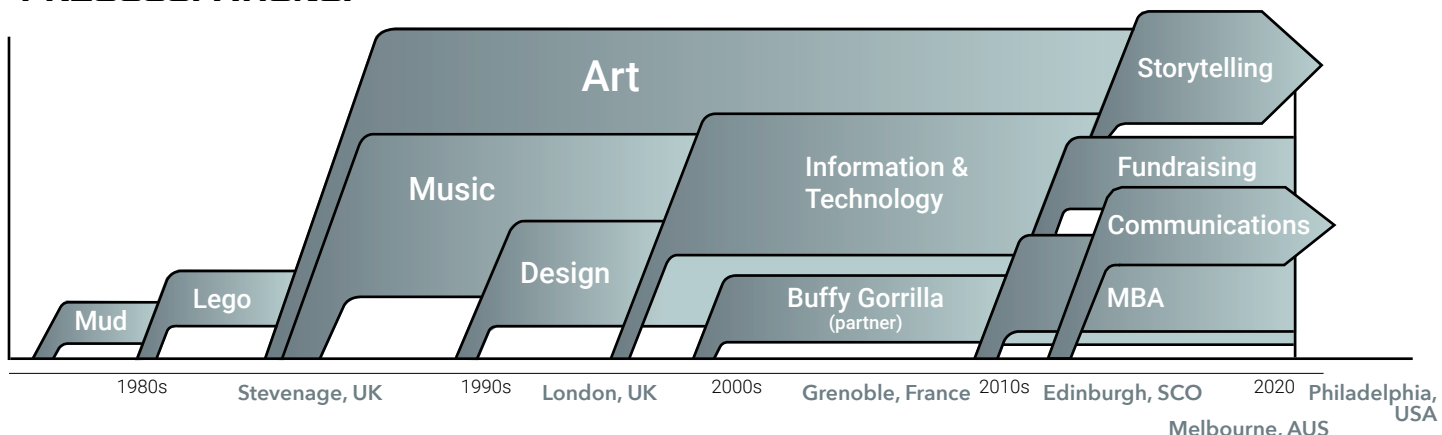 Storytelling
Art
Information &
Technology
Fundraising
Music
Communications
Design
Lego
Buffy Gorrilla
(partner)
MBA
Mud
1980s
Stevenage, UK
1990s
London, UK
2000s
Grenoble, France
2010s
Edinburgh, SCO
2020
Philadelphia,
USA
Melbourne, AUS